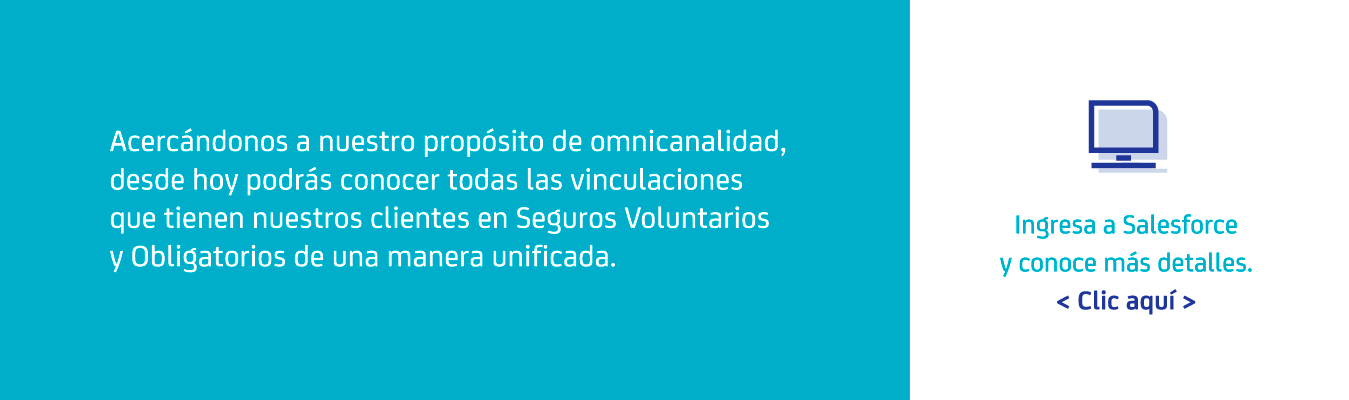 Acercándonos a nuestro propósito de omnicanalidad,
desde hoy podrás conocer todas las vinculaciones
que tienen nuestros clientes en Seguros Voluntarios
y Obligatorios de una manera unificada.
Ingresa a Salesforce
y conoce más detalles.
< Clic aquí >